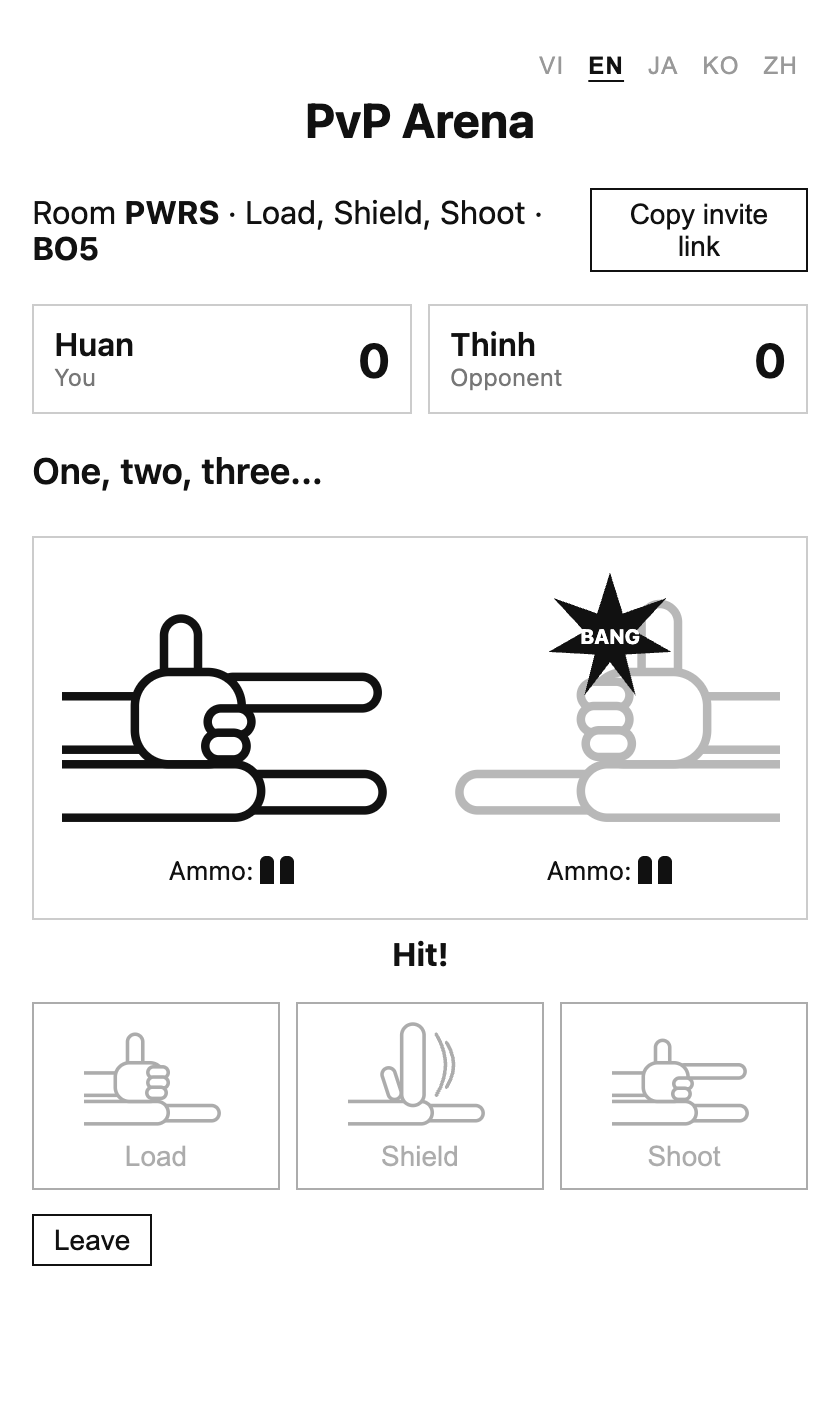 VI EN JA KO ZH
PvP Arena
Room PWRS · Load, Shield, Shoot ·
BO5
Copy invite
link
Huan
You
0
Thinh
Opponent
0
One, two, three...
BANG
Ammo:
Ammo:
Hit!
Load
Shield
Shoot
Leave